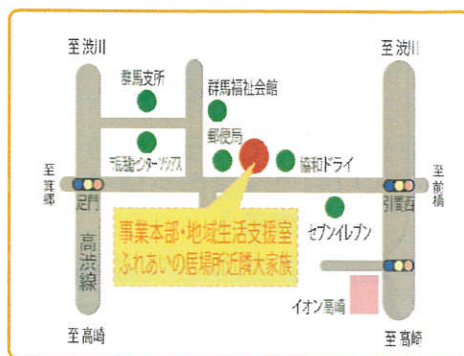 至渋川
至渋川
群馬支所
群馬福祉会館
郵便局
協和ドライ
至箕郷
足門
引間西
至前橋
事業本部・地域生活支援室
ふれあいの居場所近隣大家族
セブンイレブン
高渋線
イオン高崎
至高崎
至高崎